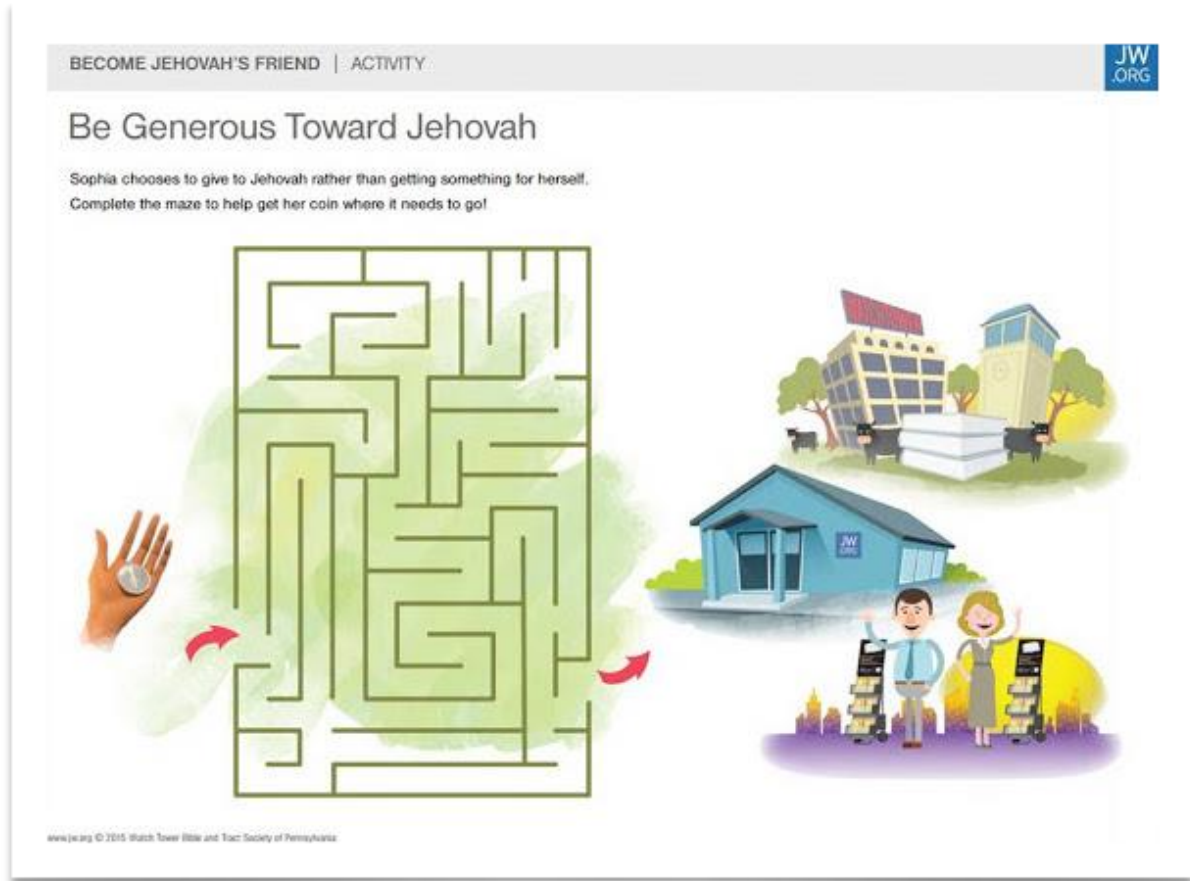 BECOME JEHOVAH'S FRIEND | ACTIVITY
JW
.ORG
Be Generous Toward Jehovah
Sophia chooses to give to Jehovah rather than getting something for herself.
Complete the maze to help get her coin where it needs to go!
JW
.ORG
www.jw.org © 2015 Watch Tower Bible and Tract Society of Pennsylvania